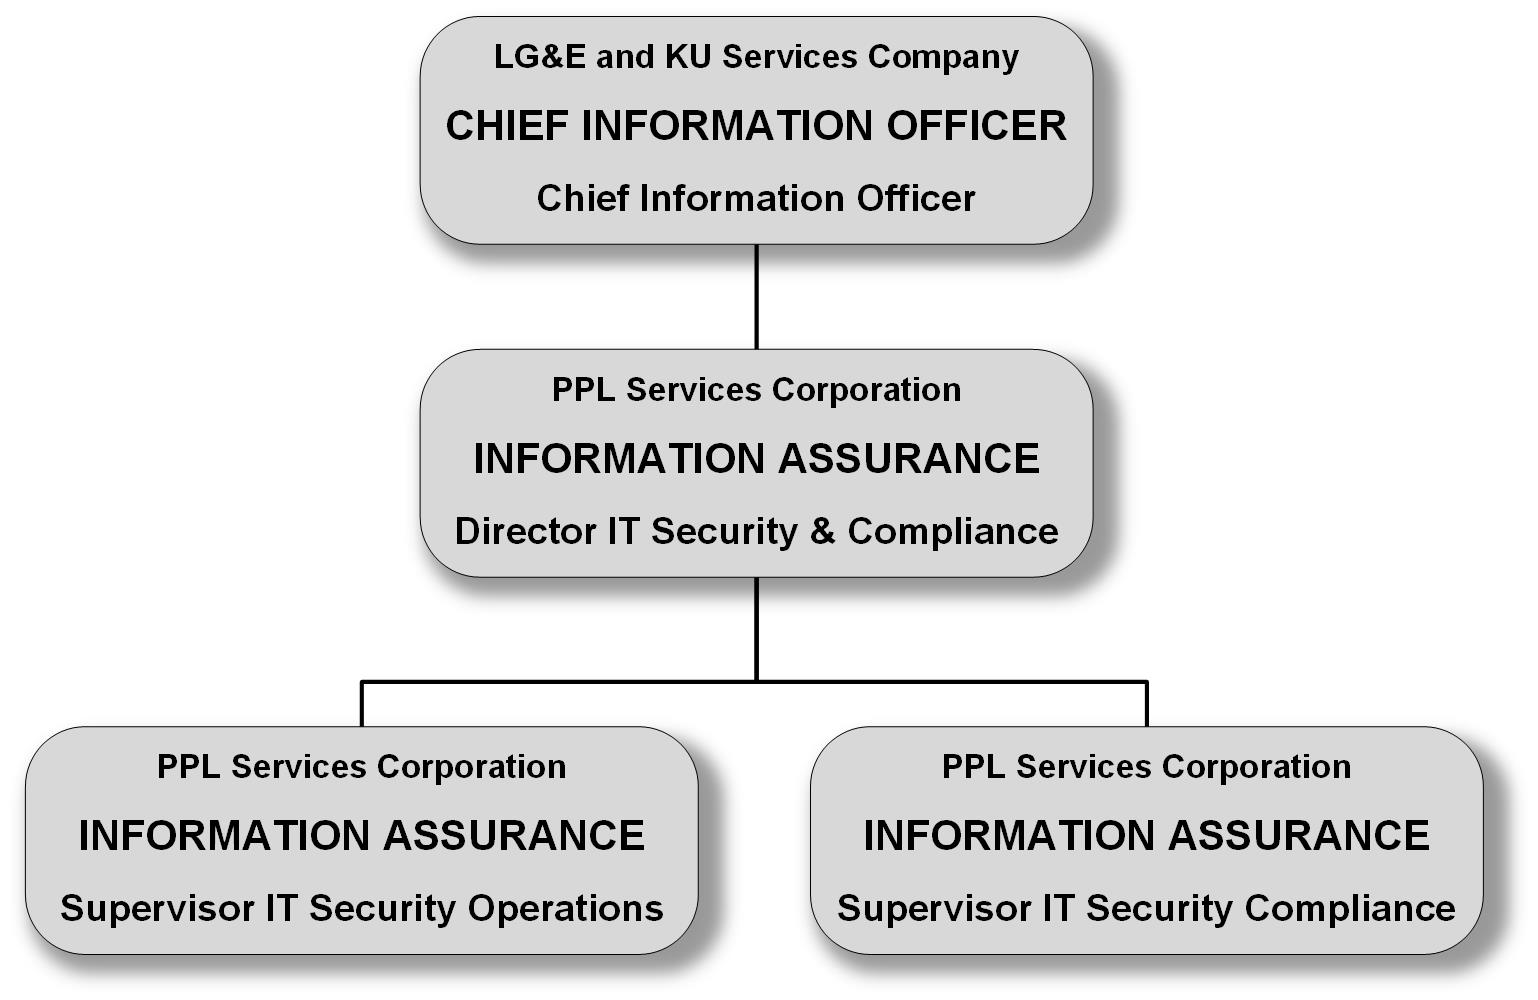 LG&E and KU Services Company
CHIEF INFORMATION OFFICER
Chief Information Officer
PPL Services Corporation
INFORMATION ASSURANCE
Director IT Security & Compliance
PPL Services Corporation
INFORMATION ASSURANCE
Supervisor IT Security Operations
PPL Services Corporation
INFORMATION ASSURANCE
Supervisor IT Security Compliance